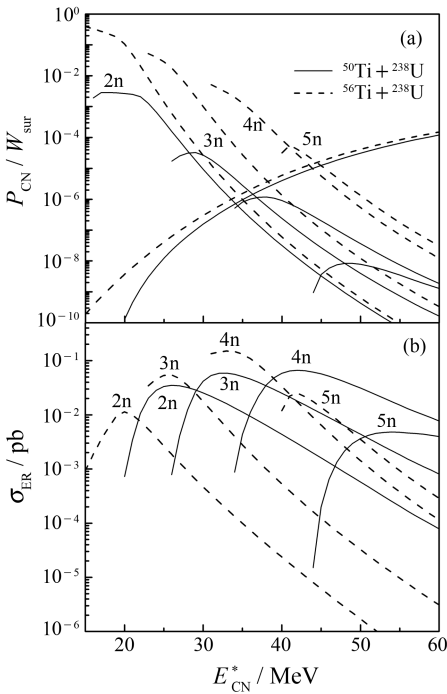 10⁰
(a)
⁵⁰Ti + ²³⁸U
⁵⁶Ti + ²³⁸U
2n
10⁻²
4n
3n
5n
10⁻⁴
P_CN / W_sur
10⁻⁶
10⁻⁸
10⁻¹⁰
(b)
4n
10⁻¹
4n
3n
3n
2n
2n
5n
5n
10⁻²
σ_ER / pb
10⁻³
10⁻⁴
10⁻⁵
10⁻⁶
20 30 40 50 60
E*_CN / MeV